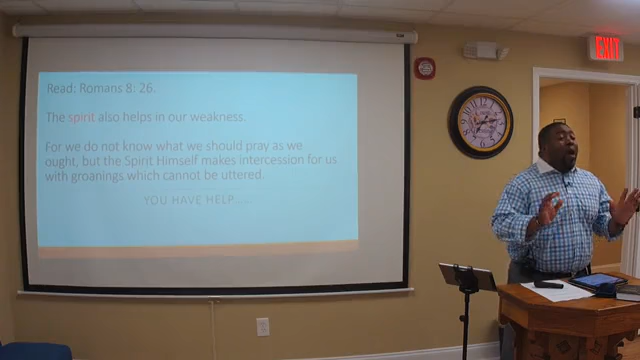 Read: Romans 8: 26.
EXIT
The spirit also helps in our weakness.
For we do not know what we should pray as we
ought, but the Spirit Himself makes intercession for us
with groanings which cannot be uttered.
YOU HAVE HELP.....